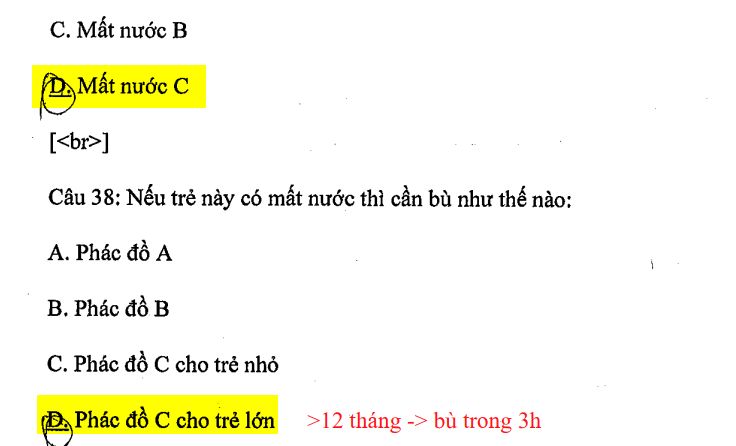 C. Mất nước B
D. Mất nước C
[<br>]
Câu 38: Nếu trẻ này có mất nước thì cần bù như thế nào:
A. Phác đồ A
B. Phác đồ B
C. Phác đồ C cho trẻ nhỏ
D. Phác đồ C cho trẻ lớn >12 tháng -> bù trong 3h